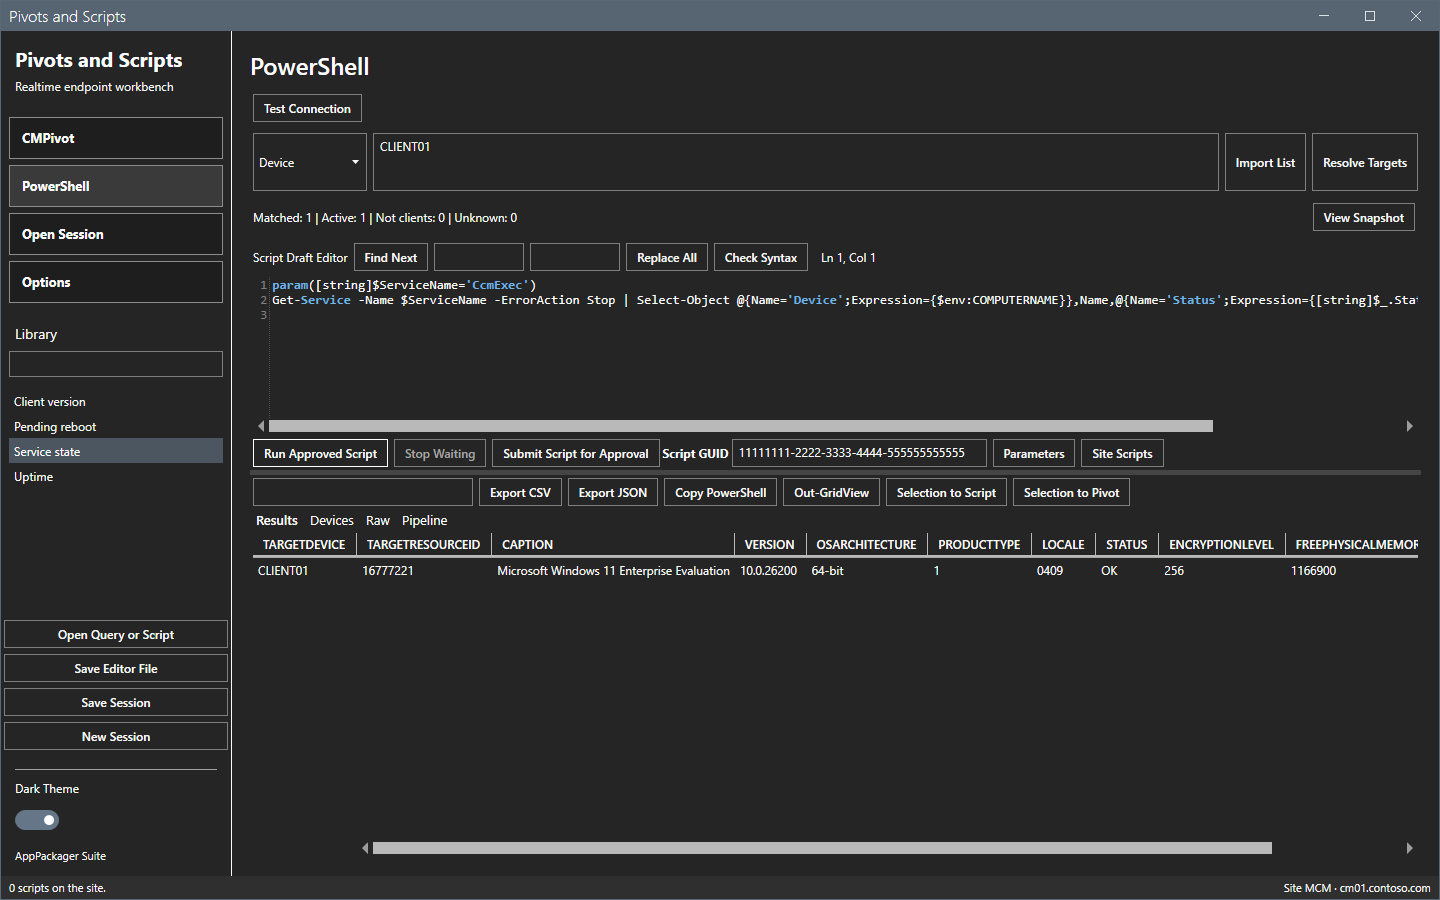 Pivots and Scripts
Pivots and Scripts
Realtime endpoint workbench
CMPivot
PowerShell
Open Session
Options
Library
Client version
Pending reboot
Service state
Uptime
Open Query or Script
Save Editor File
Save Session
New Session
Dark Theme
AppPackager Suite
PowerShell
Test Connection
Device
CLIENT01
Import List
Resolve Targets
Matched: 1 | Active: 1 | Not clients: 0 | Unknown: 0
View Snapshot
Script Draft Editor Find Next Replace All Check Syntax Ln 1, Col 1
1 param([string]$ServiceName='CcmExec')
2 Get-Service -Name $ServiceName -ErrorAction Stop | Select-Object @{Name='Device';Expression={$env:COMPUTERNAME}},Name,@{Name='Status';Expression={[string]$_.Stat
3
Run Approved Script Stop Waiting Submit Script for Approval Script GUID 11111111-2222-3333-4444-555555555555 Parameters Site Scripts
Export CSV Export JSON Copy PowerShell Out-GridView Selection to Script Selection to Pivot
Results Devices Raw Pipeline
TARGETDEVICE TARGETRESOURCEID CAPTION VERSION OSARCHITECTURE PRODUCTTYPE LOCALE STATUS ENCRYPTIONLEVEL FREEPHYSICALMEMOR
CLIENT01 16777221 Microsoft Windows 11 Enterprise Evaluation 10.0.26200 64-bit 1 0409 OK 256 1166900
0 scripts on the site.
Site MCM · cm01.contoso.com